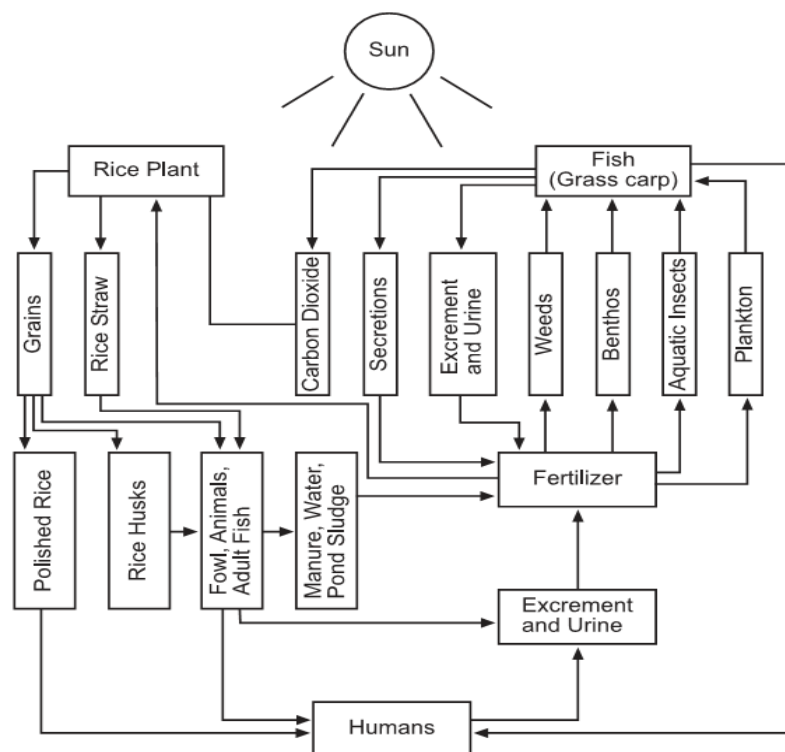 Sun
Rice Plant
Fish
(Grass carp)
Grains
Rice Straw
Carbon Dioxide
Secretions
Excrement
and Urine
Weeds
Benthos
Aquatic Insects
Plankton
Polished Rice
Rice Husks
Fowl, Animals,
Adult Fish
Manure, Water,
Pond Sludge
Fertilizer
Excrement
and Urine
Humans